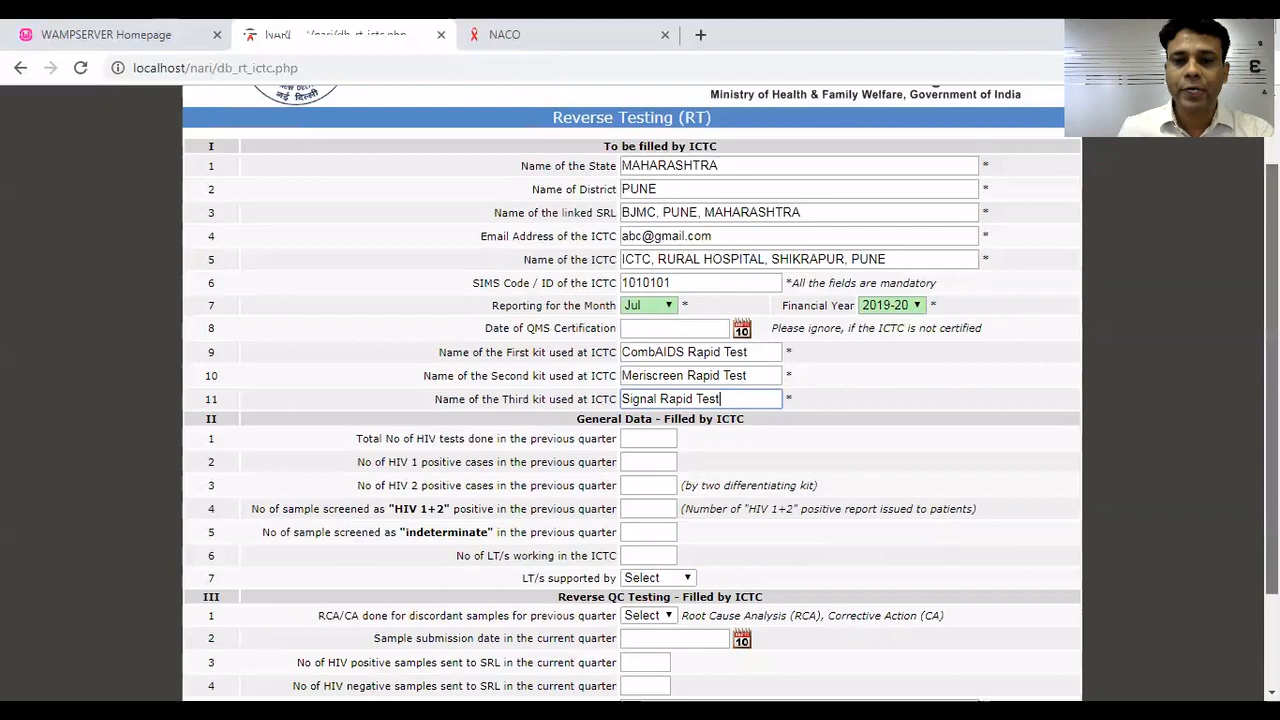 WAMPSERVER Homepage
NACO
localhost/nari/db_rt_ictc.php
नई दिल्ली
Ministry of Health & Family Welfare, Government of India
Reverse Testing (RT)
I To be filled by ICTC
1 Name of the State MAHARASHTRA *
2 Name of District PUNE *
3 Name of the linked SRL BJMC, PUNE, MAHARASHTRA *
4 Email Address of the ICTC abc@gmail.com *
5 Name of the ICTC ICTC, RURAL HOSPITAL, SHIKRAPUR, PUNE *
6 SIMS Code / ID of the ICTC 1010101 *All the fields are mandatory
7 Reporting for the Month Jul * Financial Year 2019-20 *
8 Date of QMS Certification 10 Please ignore, if the ICTC is not certified
9 Name of the First kit used at ICTC CombAIDS Rapid Test *
10 Name of the Second kit used at ICTC Meriscreen Rapid Test *
11 Name of the Third kit used at ICTC Signal Rapid Test *
II General Data - Filled by ICTC
1 Total No of HIV tests done in the previous quarter
2 No of HIV 1 positive cases in the previous quarter
3 No of HIV 2 positive cases in the previous quarter (by two differentiating kit)
4 No of sample screened as "HIV 1+2" positive in the previous quarter (Number of "HIV 1+2" positive report issued to patients)
5 No of sample screened as "indeterminate" in the previous quarter
6 No of LT/s working in the ICTC
7 LT/s supported by Select
III Reverse QC Testing - Filled by ICTC
1 RCA/CA done for discordant samples for previous quarter Select Root Cause Analysis (RCA), Corrective Action (CA)
2 Sample submission date in the current quarter 10
3 No of HIV positive samples sent to SRL in the current quarter
4 No of HIV negative samples sent to SRL in the current quarter